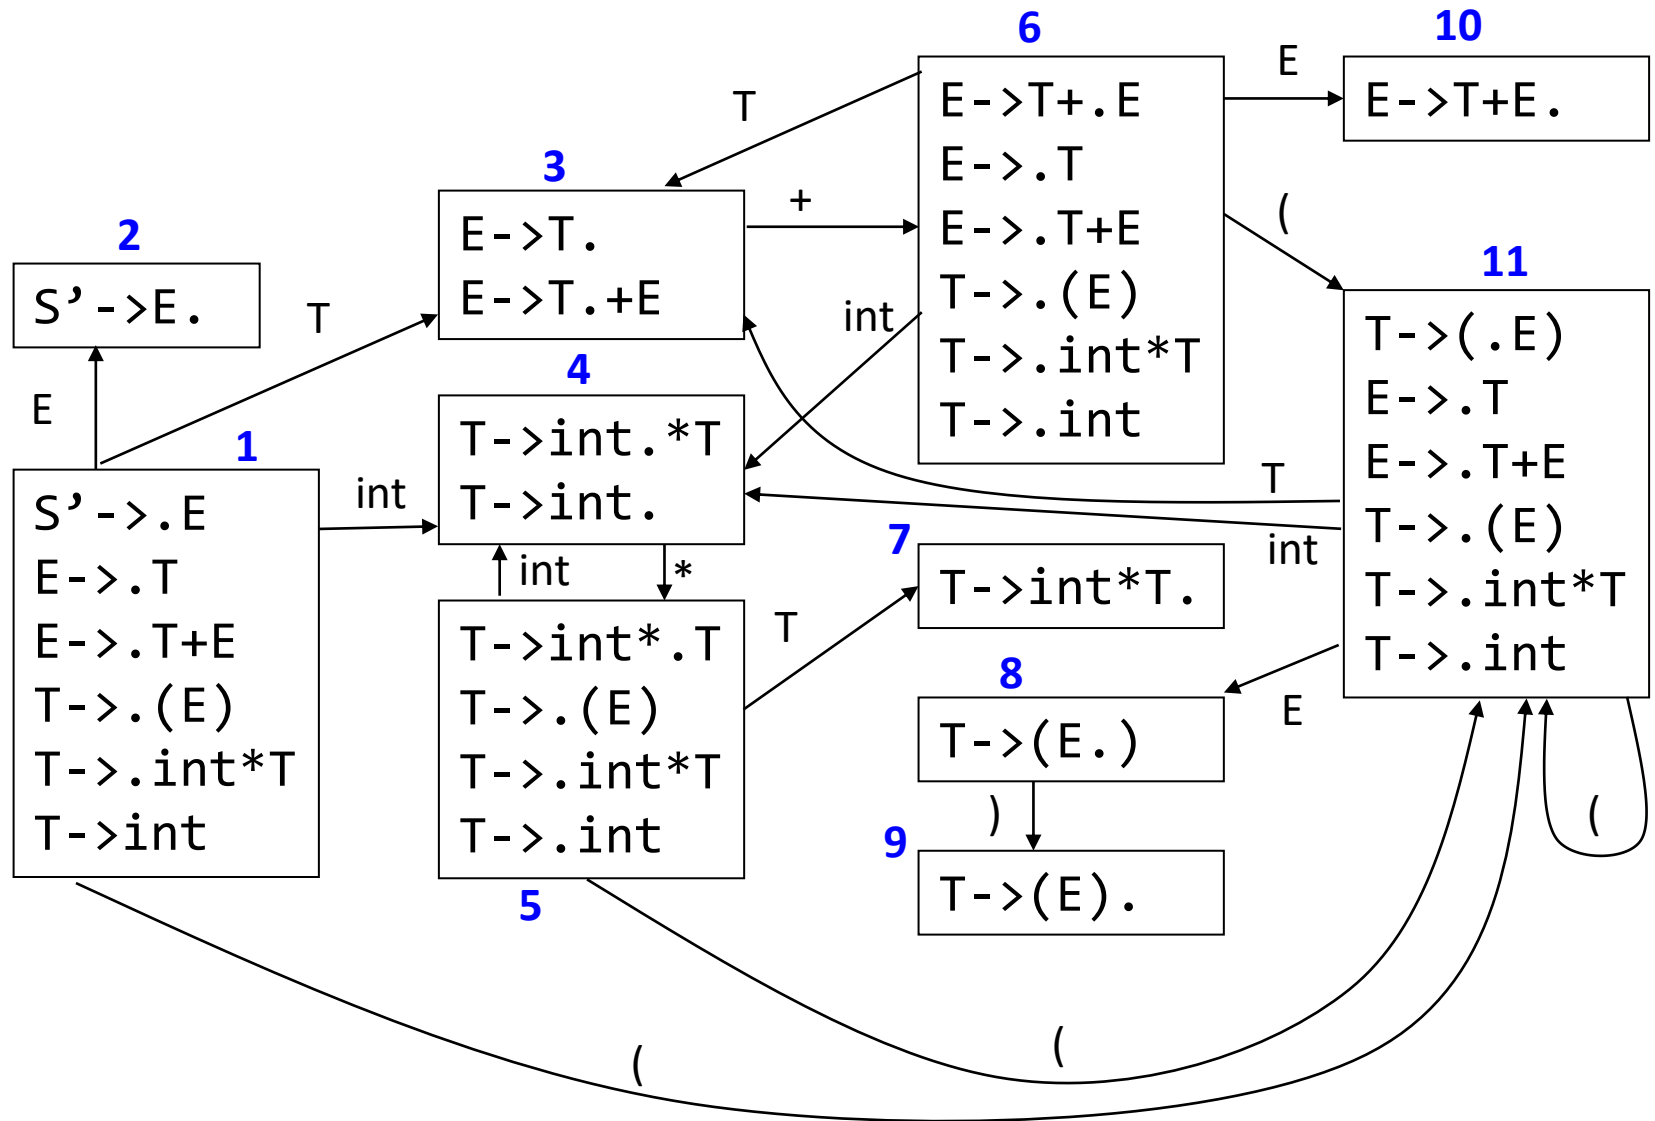 1
S’->.E
E->.T
E->.T+E
T->.(E)
T->.int*T
T->int
E
T
int
(
2
S’->E.
3
E->T.
E->T.+E
+
4
T->int.*T
T->int.
int
*
T->int*.T
T->.(E)
T->.int*T
T->.int
5
T
(
6
E->T+.E
E->.T
E->.T+E
T->.(E)
T->.int*T
T->.int
T
int
E
(
7
T->int*T.
8
T->(E.)
)
9
T->(E).
10
E->T+E.
11
T->(.E)
E->.T
E->.T+E
T->.(E)
T->.int*T
T->.int
T
int
E
(